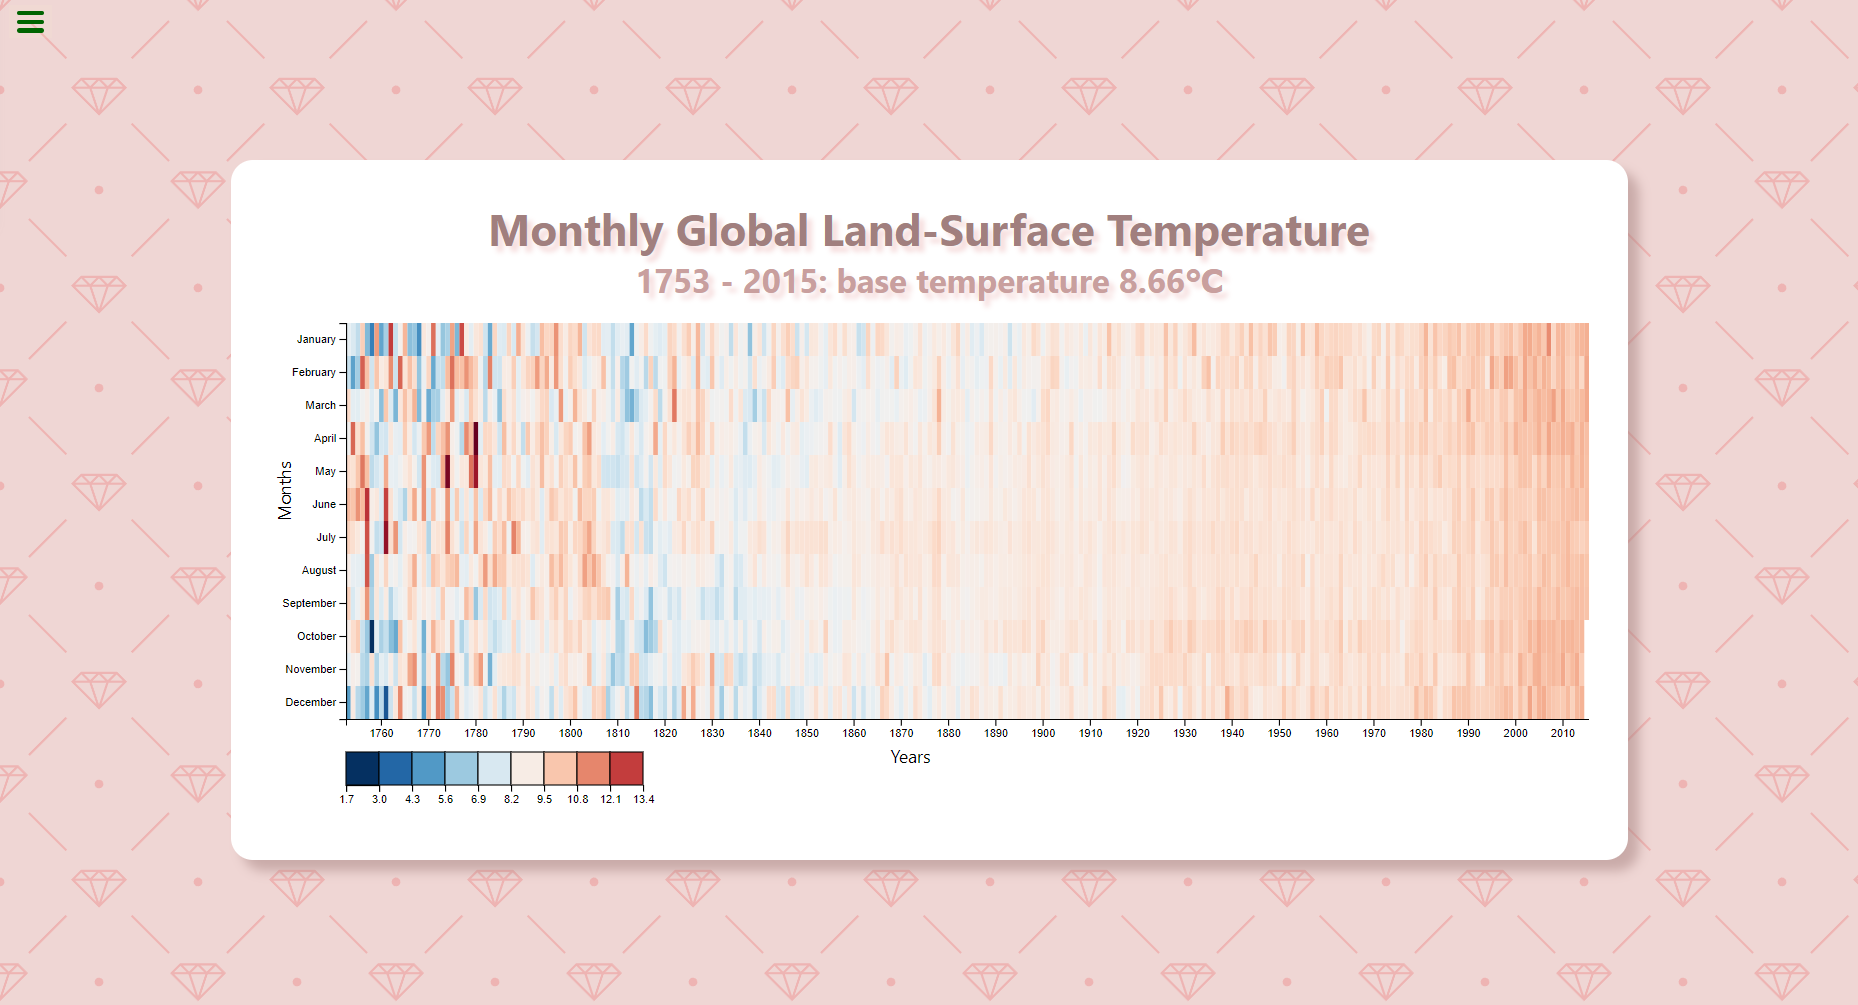 Monthly Global Land-Surface Temperature
1753 - 2015: base temperature 8.66°C
Months
January
February
March
April
May
June
July
August
September
October
November
December
1760 1770 1780 1790 1800 1810 1820 1830 1840 1850 1860 1870 1880 1890 1900 1910 1920 1930 1940 1950 1960 1970 1980 1990 2000 2010
Years
1.7 3.0 4.3 5.6 6.9 8.2 9.5 10.8 12.1 13.4